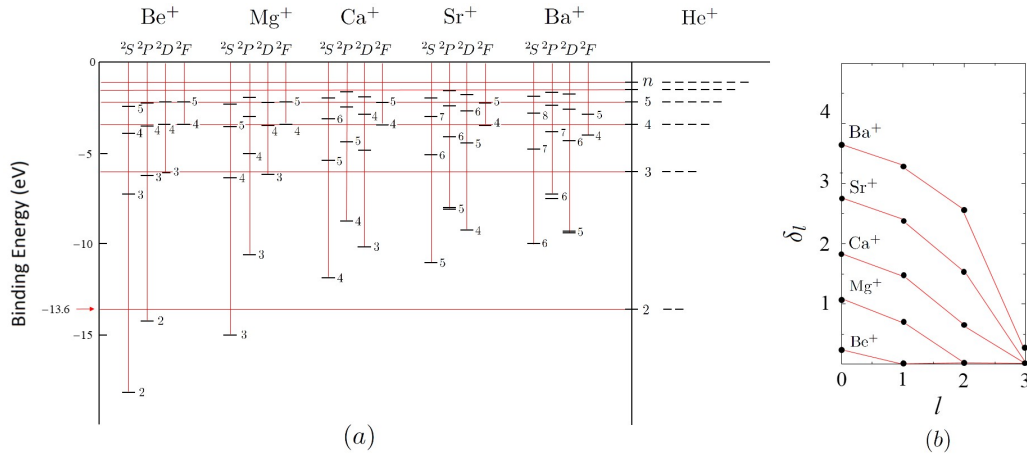 Be⁺ Mg⁺ Ca⁺ Sr⁺ Ba⁺ He⁺
²S ²P ²D ²F ²S ²P ²D ²F ²S ²P ²D ²F ²S ²P ²D ²F ²S ²P ²D ²F
Binding Energy (eV)
0
−5
−10
−13.6
−15
5 5 4 4 4 4 3 3 3 2 2
5 5 4 4 5 4 3 4 3 3
6 5 4 5 4 4 3 4
7 6 5 6 5 5 4 6 5 4
8 7 6 7 6 6 5 5 4
n
5
4
3
2
(a)
δₗ
4
3
2
1
Ba⁺
Sr⁺
Ca⁺
Mg⁺
Be⁺
0 1 2 3
l
(b)